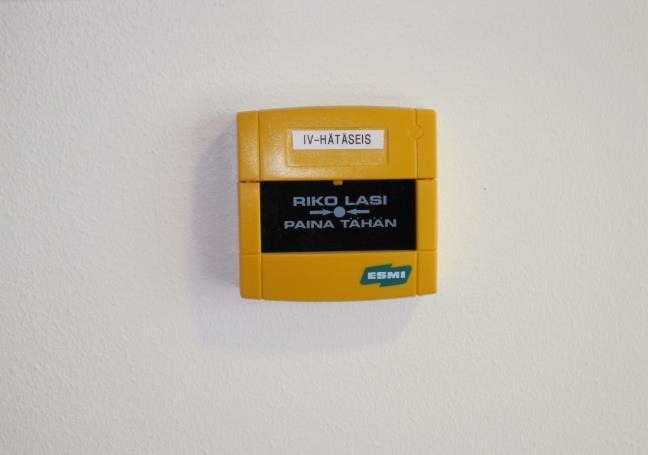 IV-HÄTÄSEIS
RIKO LASI
PAINA TÄHÄN
ESMI